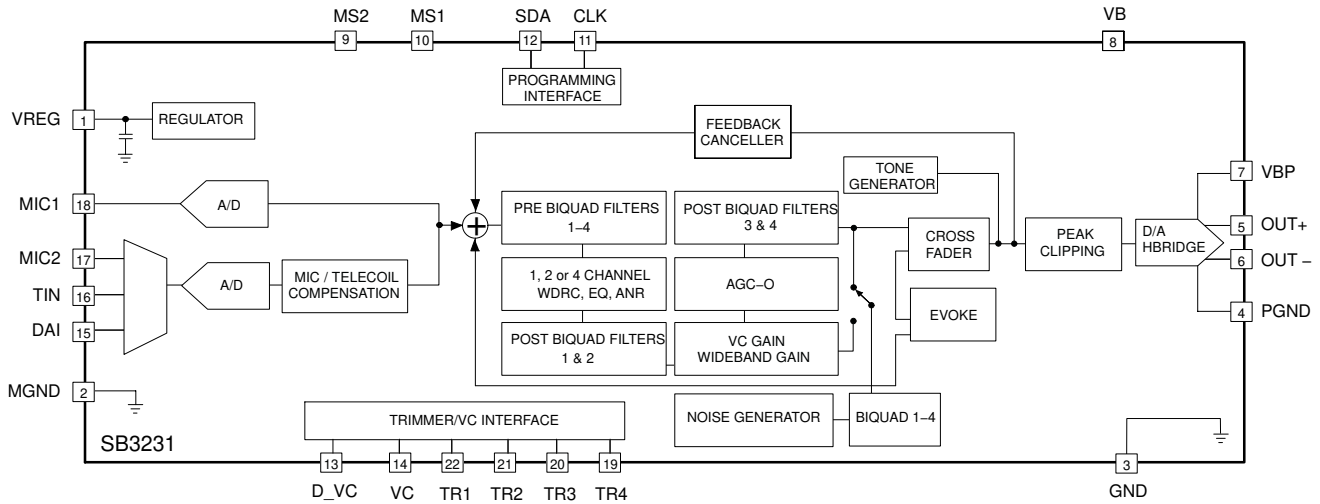 MS2
MS1
SDA
CLK
VB
9
10
12
11
8
PROGRAMMING
INTERFACE
VREG
1
REGULATOR
FEEDBACK
CANCELLER
TONE
GENERATOR
7
VBP
MIC1
18
A/D
PRE BIQUAD FILTERS
1–4
POST BIQUAD FILTERS
3 & 4
CROSS
FADER
PEAK
CLIPPING
D/A
HBRIDGE
5
OUT+
6
OUT –
MIC2
17
TIN
16
DAI
15
A/D
MIC / TELECOIL
COMPENSATION
1, 2 or 4 CHANNEL
WDRC, EQ, ANR
AGC–O
EVOKE
4
PGND
POST BIQUAD FILTERS
1 & 2
VC GAIN
WIDEBAND GAIN
MGND
2
TRIMMER/VC INTERFACE
NOISE GENERATOR
BIQUAD 1–4
SB3231
13
14
22
21
20
19
3
D_VC
VC
TR1
TR2
TR3
TR4
GND